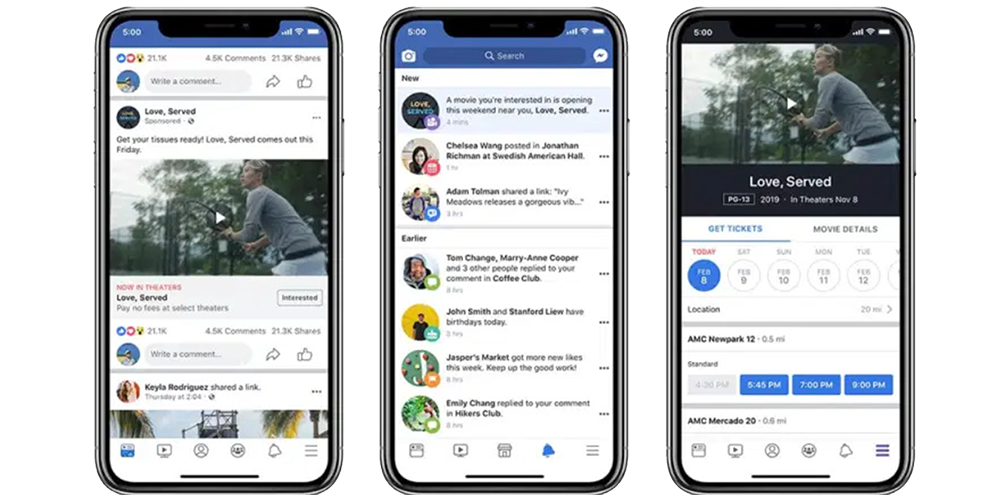 5:00
21.1K 4.5K Comments 21.3K Shares
Write a comment...
Love, Served
Sponsored ·
Get your tissues ready! Love, Served comes out this
Friday.
NOW IN THEATERS
Love, Served
Pay no fees at select theaters
Interested
21.1K 4.5K Comments 21.3K Shares
Write a comment...
Keyla Rodriguez shared a link.
Thursday at 2:04 ·
5:00
Search
New
LOVE, SERVED
A movie you're interested in is opening
this weekend near you, Love, Served.
4 mins
Chelsea Wang posted in Jonathan
Richman at Swedish American Hall.
1 hr
Adam Tolman shared a link: "Ivy
Meadows releases a gorgeous vib..."
3 hrs
Earlier
Tom Change, Marry-Anne Cooper
and 3 other people replied to your
comment in Coffee Club.
8 hrs
John Smith and Stanford Liew have
birthdays today.
8 hrs
Jasper's Market got more new likes
this week. Keep up the good work!
8 hrs
Emily Chang replied to your comment
in Hikers Club.
8 hrs
5:00
Love, Served
PG-13 2019 · In Theaters Nov 8
GET TICKETS MOVIE DETAILS
TODAY SAT SUN MON TUE
FEB 8 FEB 9 FEB 10 FEB 11 FEB 12
Location 20 mi
AMC Newpark 12 · 0.5 mi
Standard
4:30 PM 5:45 PM 7:00 PM 9:00 PM
AMC Mercado 20 · 0.6 mi